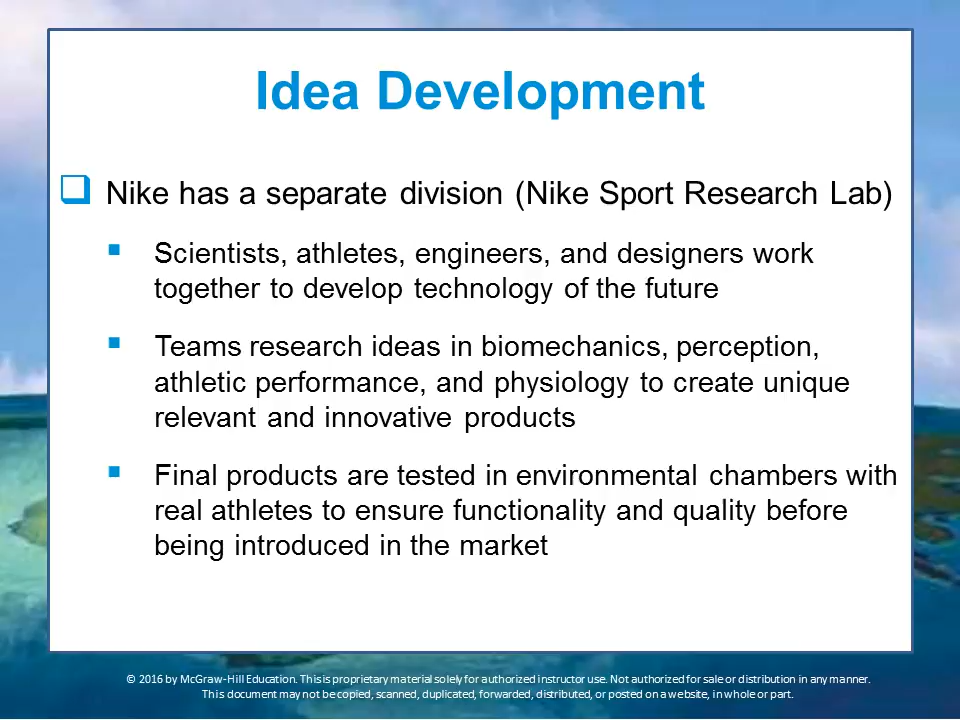 Idea Development
Nike has a separate division (Nike Sport Research Lab)
Scientists, athletes, engineers, and designers work
together to develop technology of the future
Teams research ideas in biomechanics, perception,
athletic performance, and physiology to create unique
relevant and innovative products
Final products are tested in environmental chambers with
real athletes to ensure functionality and quality before
being introduced in the market
© 2016 by McGraw-Hill Education. This is proprietary material solely for authorized instructor use. Not authorized for sale or distribution in any manner.
This document may not be copied, scanned, duplicated, forwarded, distributed, or posted on a website, in whole or part.